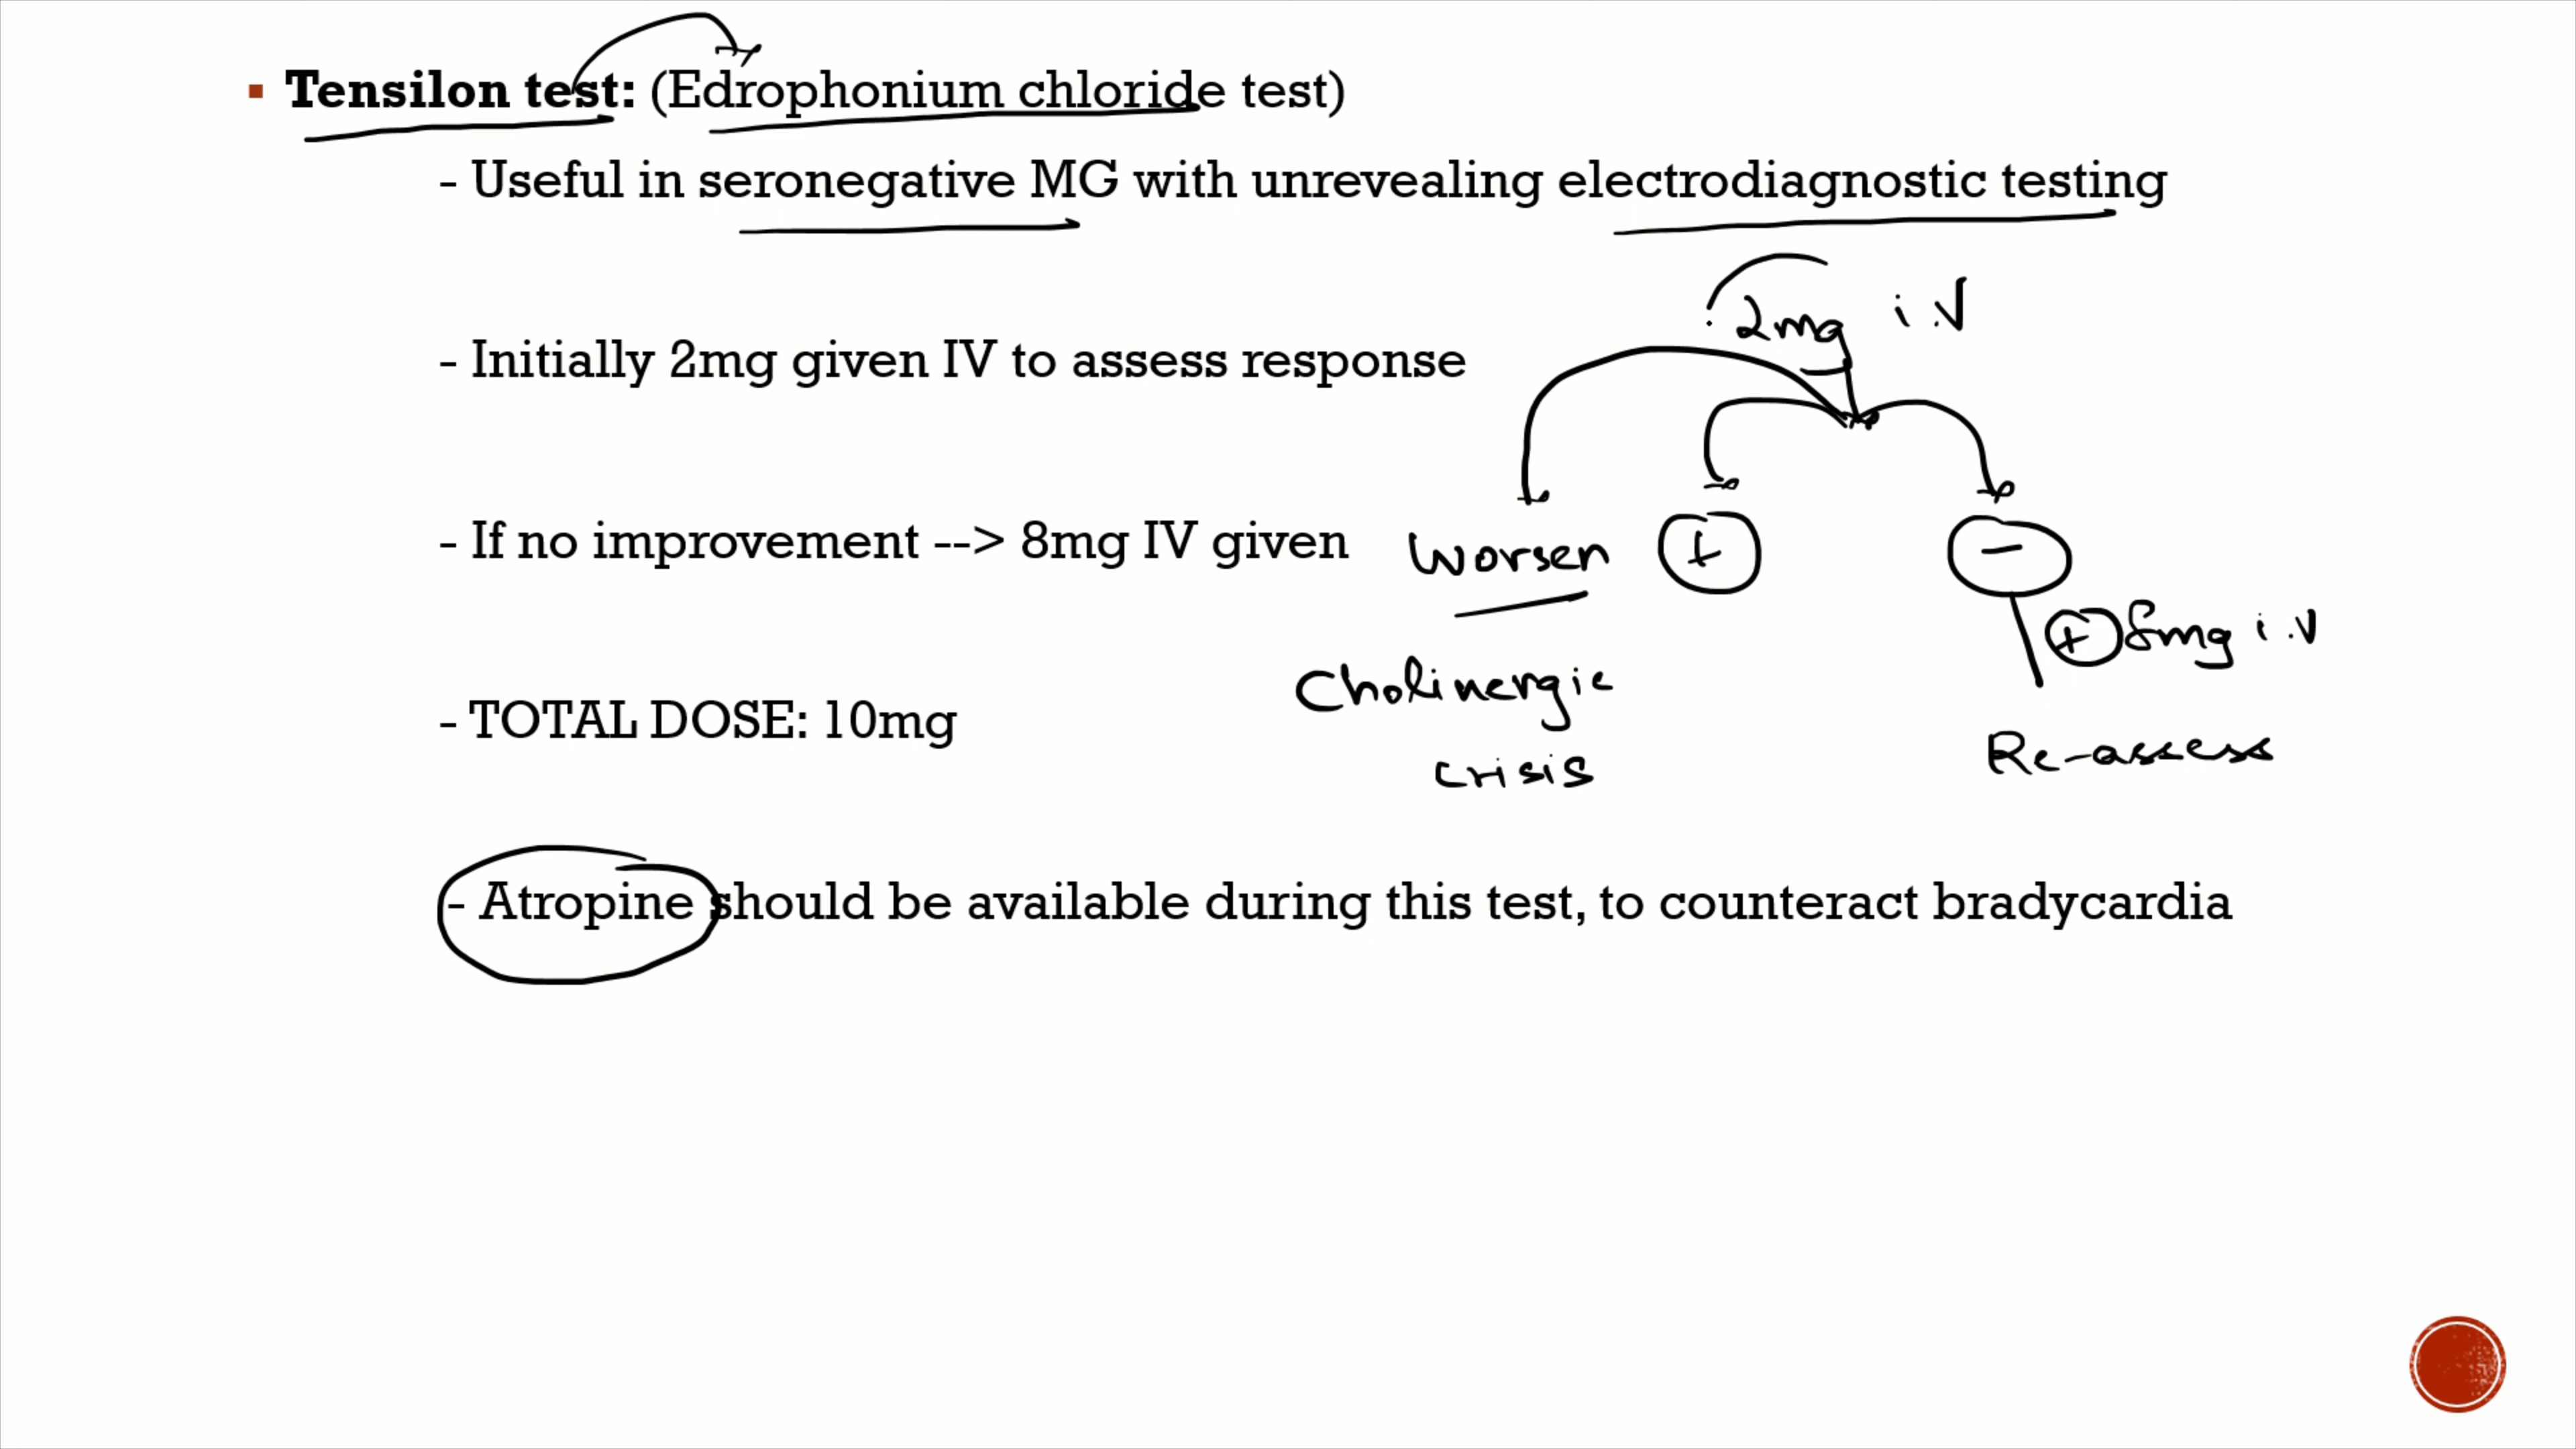 ▪ Tensilon test: (Edrophonium chloride test)
- Useful in seronegative MG with unrevealing electrodiagnostic testing
2mg i.v
- Initially 2mg given IV to assess response
- If no improvement --> 8mg IV given
Worsen + −
+ 8mg i.v
Cholinergic
crisis
Re-assess
- TOTAL DOSE: 10mg
- Atropine should be available during this test, to counteract bradycardia